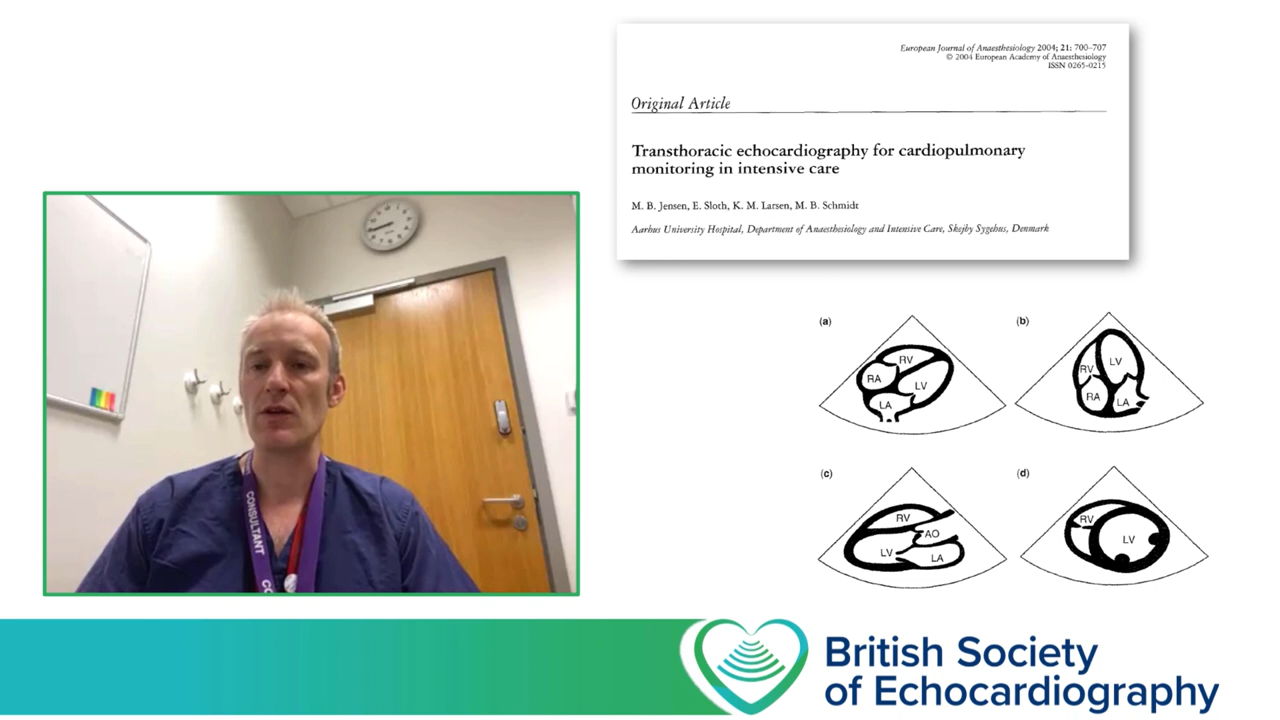 European Journal of Anaesthesiology 2004; 21: 700–707
© 2004 European Academy of Anaesthesiology
ISSN 0265-0215
Original Article
Transthoracic echocardiography for cardiopulmonary
monitoring in intensive care
M. B. Jensen, E. Sloth, K. M. Larsen, M. B. Schmidt
Aarhus University Hospital, Department of Anaesthesiology and Intensive Care, Skejby Sygehus, Denmark
CONSULTANT
CO
(a)
RV
RA
LV
LA
(b)
RV
LV
RA
LA
(c)
RV
AO
LV
LA
(d)
RV
LV
British Society
of Echocardiography